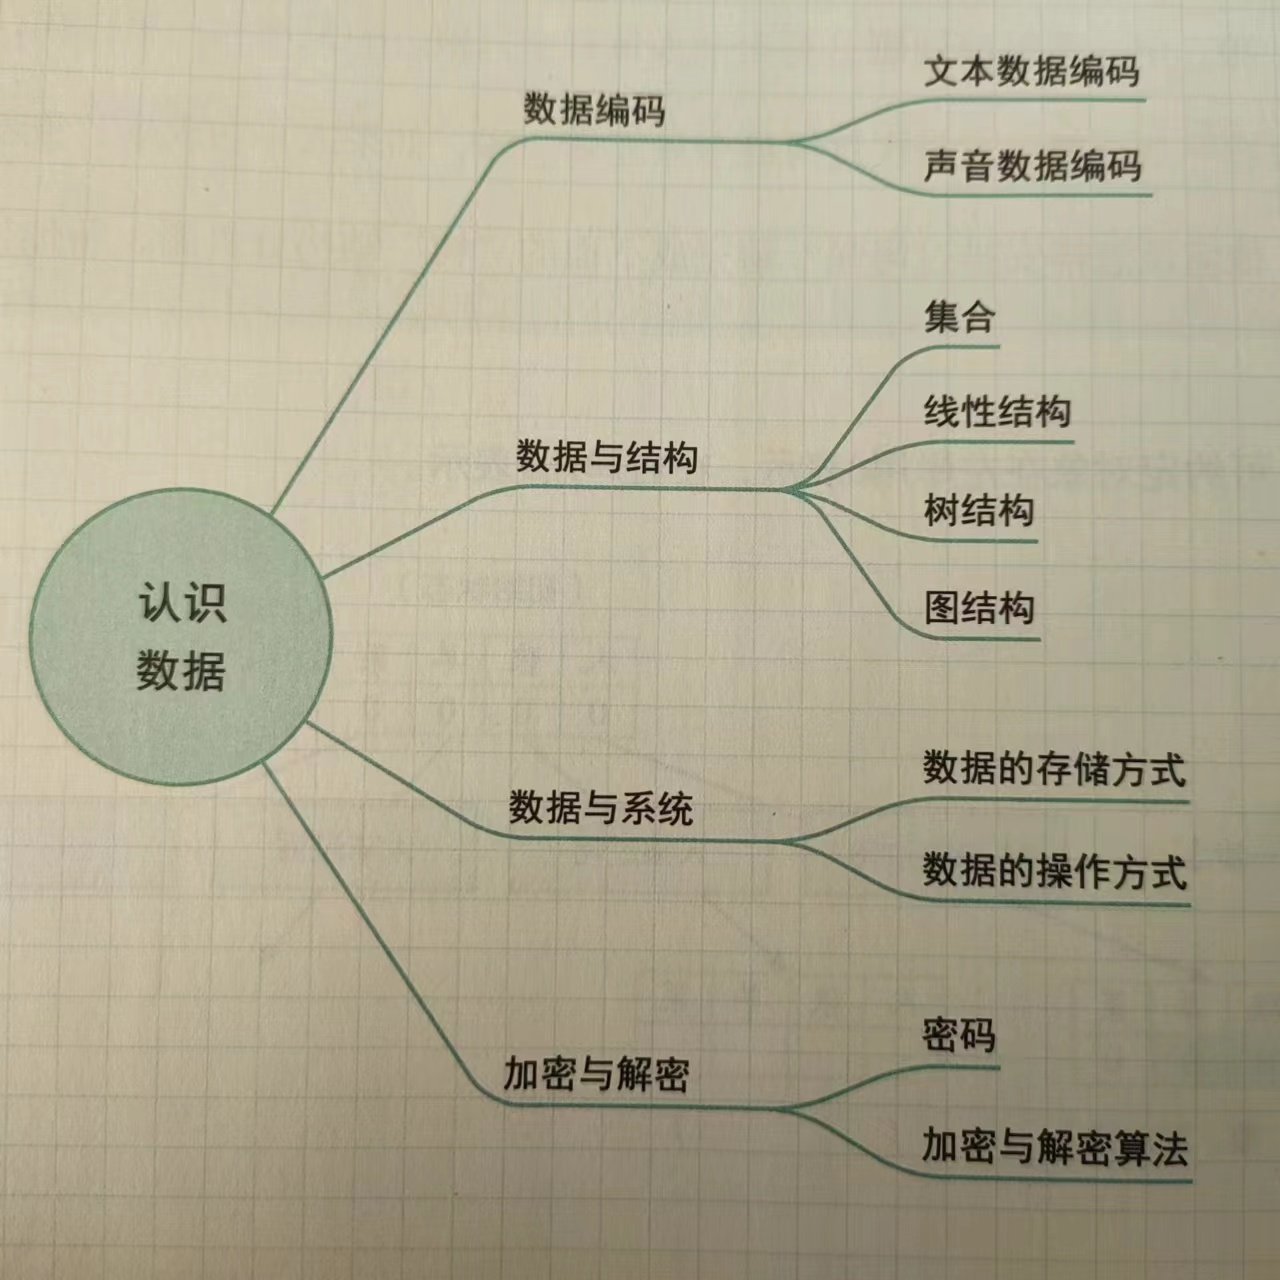 认识
数据
数据编码
文本数据编码
声音数据编码
数据与结构
集合
线性结构
树结构
图结构
数据与系统
数据的存储方式
数据的操作方式
加密与解密
密码
加密与解密算法